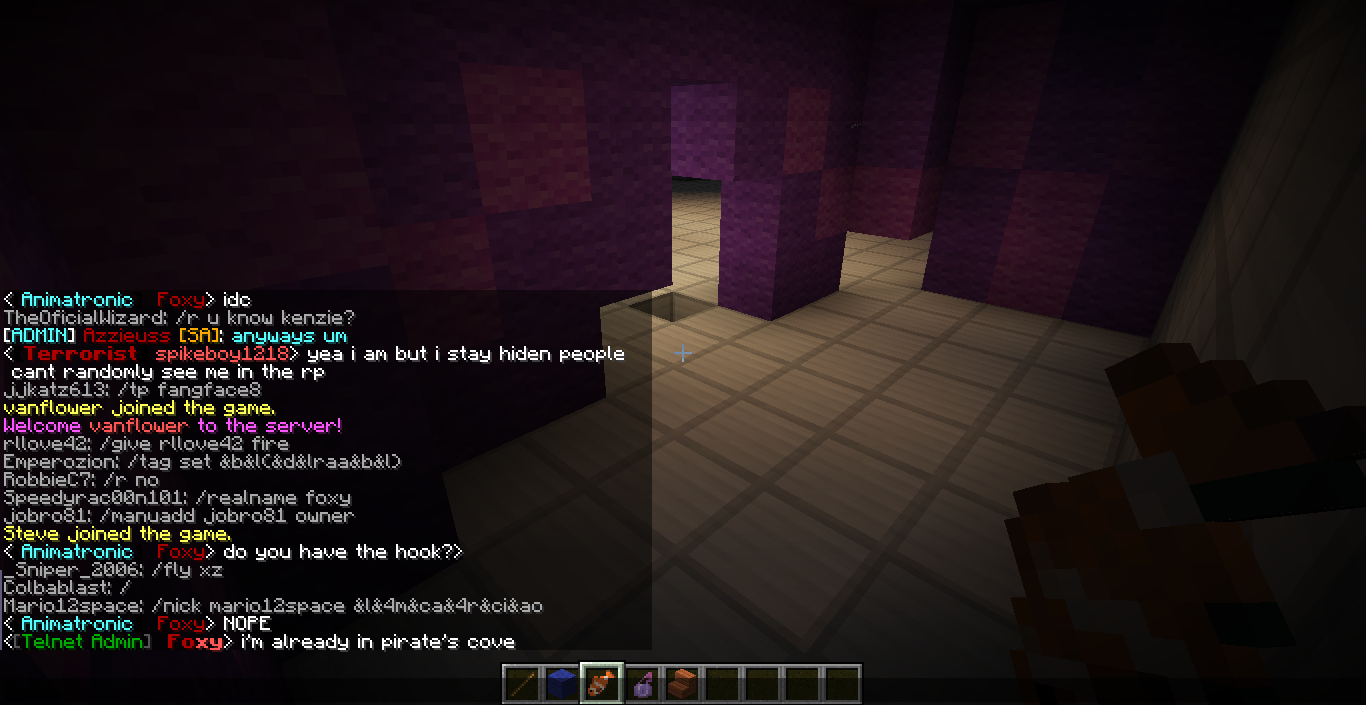 < Animatronic  Foxy> idc
TheOficialWizard: /r u know kenzie?
[ADMIN] Azzieuss [SA]: anyways um
< Terrorist  spikeboy1218> yea i am but i stay hiden people
cant randomly see me in the rp
jjkatz613: /tp fangface8
vanflower joined the game.
Welcome vanflower to the server!
rllove42: /give rllove42 fire
Emperozion: /tag set &b&l(&d&lraa&b&l)
RobbieC7: /r no
Speedyrac00n101: /realname foxy
jobro81: /manuadd jobro81 owner
Steve joined the game.
< Animatronic  Foxy> do you have the hook?>
_Sniper_2006: /fly xz
Colbablast: /
Mario12space: /nick mario12space &l&4m&ca&4r&ci&ao
< Animatronic  Foxy> NOPE
<[Telnet Admin]  Foxy> i'm already in pirate's cove